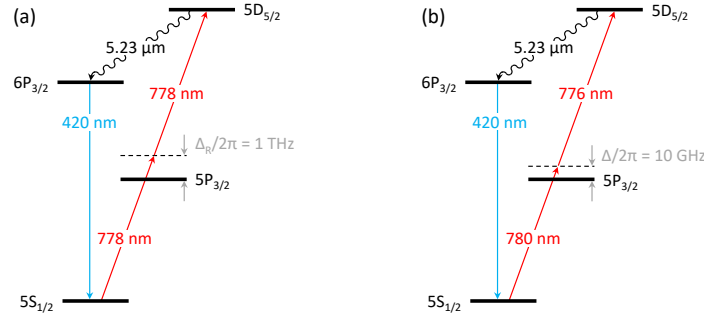 (a)
5D5/2
5.23 µm
6P3/2
778 nm
420 nm
ΔR/2π = 1 THz
5P3/2
778 nm
5S1/2
(b)
5D5/2
5.23 µm
6P3/2
776 nm
420 nm
Δ/2π = 10 GHz
5P3/2
780 nm
5S1/2